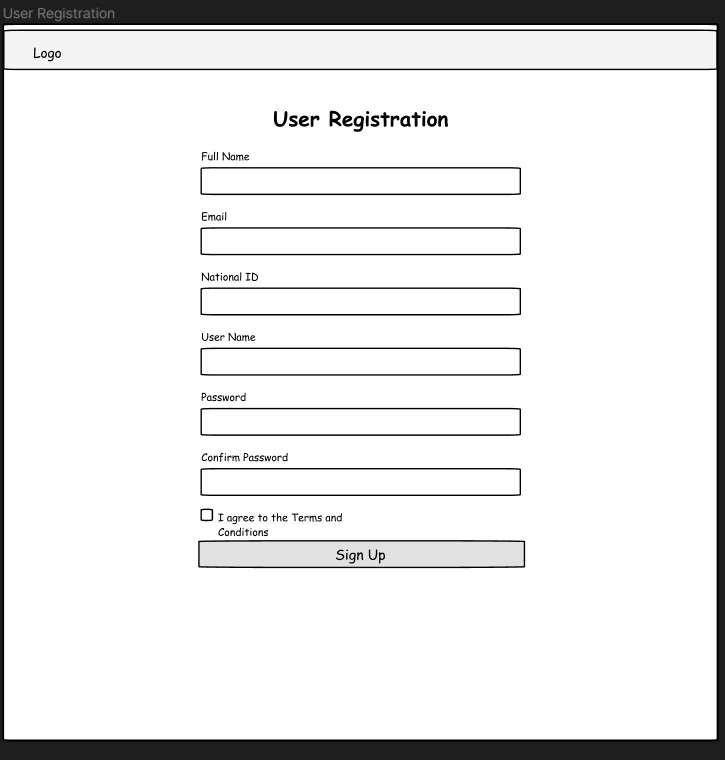 User Registration
Logo
User Registration
Full Name
Email
National ID
User Name
Password
Confirm Password
I agree to the Terms and
Conditions
Sign Up